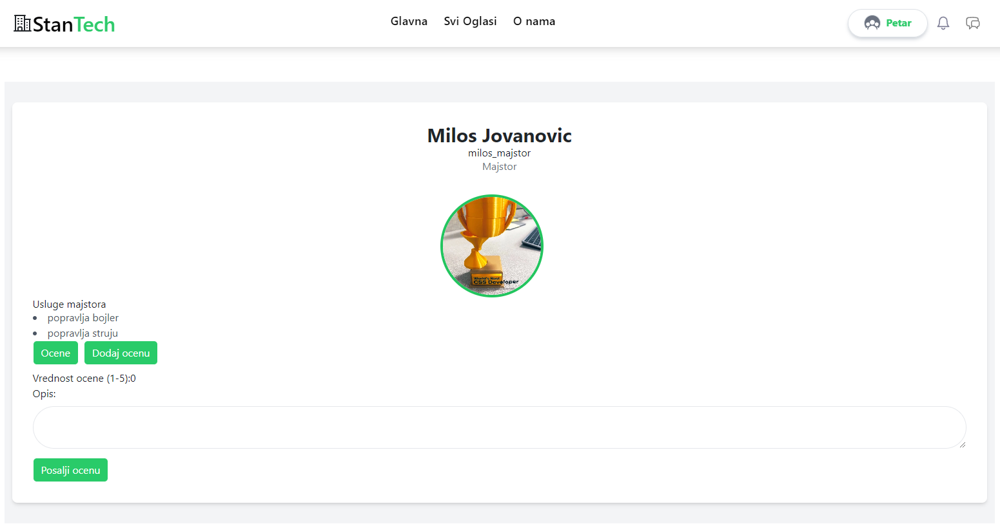 StanTech
Glavna Svi Oglasi O nama
Petar
Milos Jovanovic
milos_majstor
Majstor
World's Best
CSS Developer
Usluge majstora
popravlja bojler
popravlja struju
Ocene Dodaj ocenu
Vrednost ocene (1-5):0
Opis:
Posalji ocenu